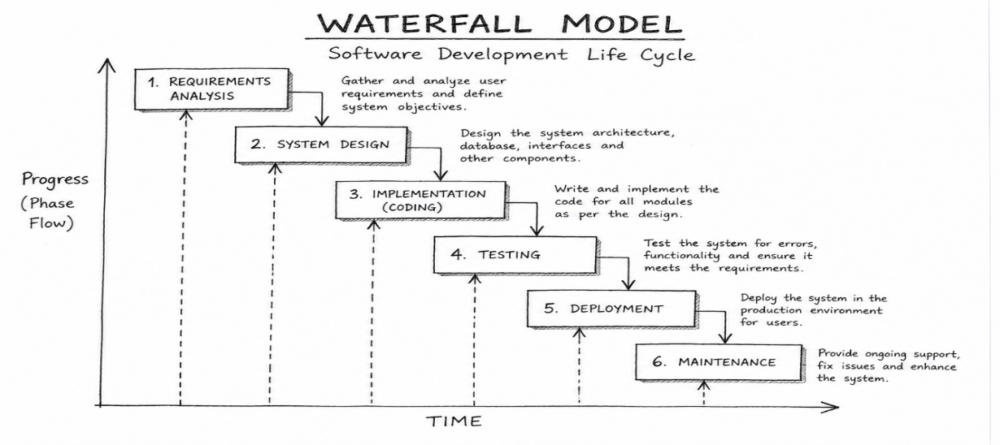 WATERFALL MODEL
Software Development Life Cycle
1. REQUIREMENTS
ANALYSIS
Gather and analyze user
requirements and define
system objectives.
2. SYSTEM DESIGN
Design the system architecture,
database, interfaces and
other components.
Progress
(Phase
Flow)
3. IMPLEMENTATION
(CODING)
Write and implement the
code for all modules
as per the design.
4. TESTING
Test the system for errors,
functionality and ensure it
meets the requirements.
5. DEPLOYMENT
Deploy the system in the
production environment
for users.
6. MAINTENANCE
Provide ongoing support,
fix issues and enhance
the system.
TIME